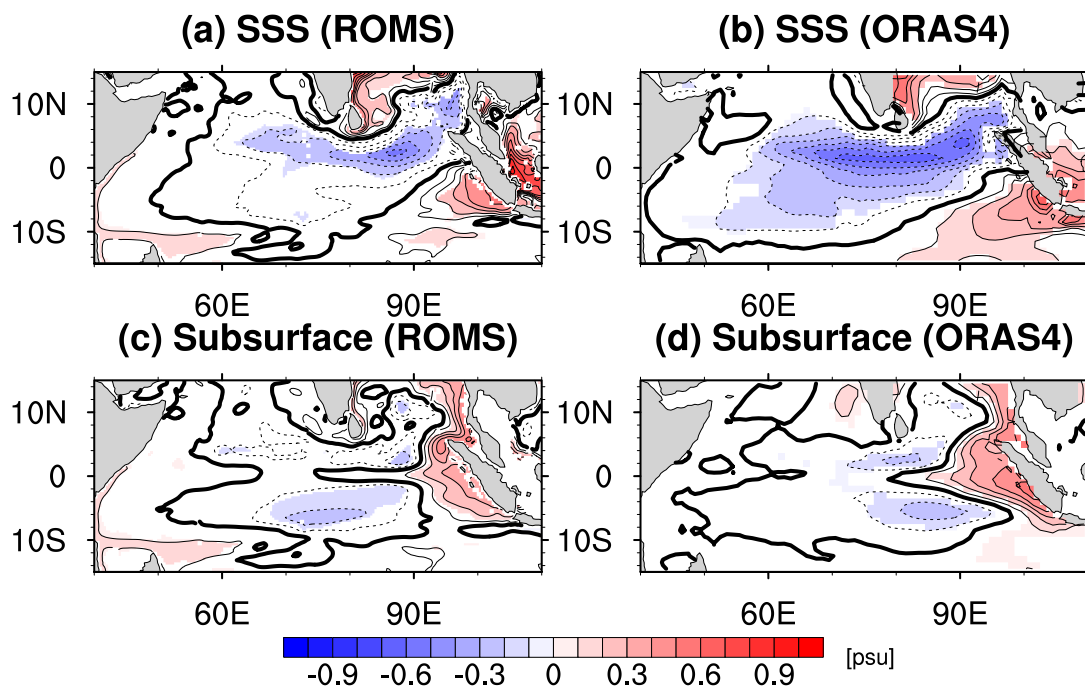 (a) SSS (ROMS)
(b) SSS (ORAS4)
10N
0
10S
10N
0
10S
60E
90E
60E
90E
(c) Subsurface (ROMS)
(d) Subsurface (ORAS4)
10N
0
10S
10N
0
10S
60E
90E
60E
90E
-0.9
-0.6
-0.3
0
0.3
0.6
0.9
[psu]